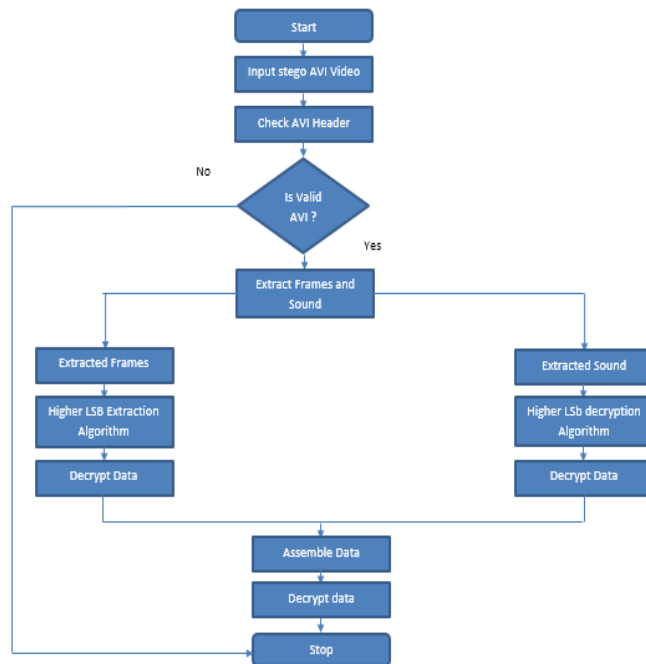 Start
Input stego AVI Video
Check AVI Header
No
Is Valid
AVI ?
Yes
Extract Frames and
Sound
Extracted Frames
Higher LSB Extraction
Algorithm
Decrypt Data
Extracted Sound
Higher LSb decryption
Algorithm
Decrypt Data
Assemble Data
Decrypt data
Stop